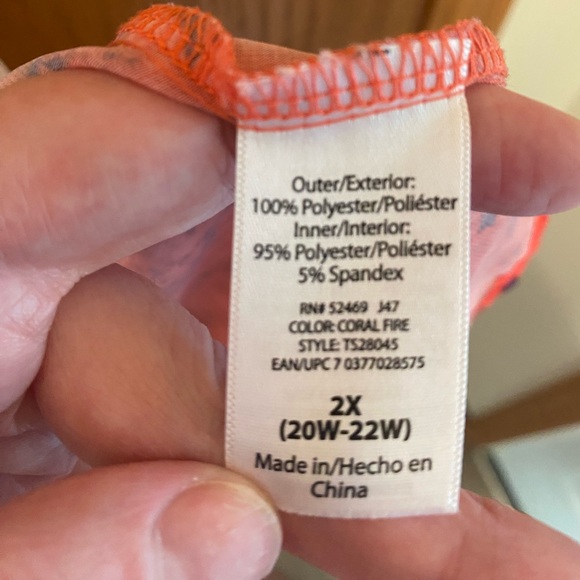 Outer/Exterior:
100% Polyester/Poliéster
Inner/Interior:
95% Polyester/Poliéster
5% Spandex
RN# 52469 J47
COLOR: CORAL FIRE
STYLE: TS28045
EAN/UPC 7 0377028575
2X
(20W-22W)
Made in/Hecho en
China